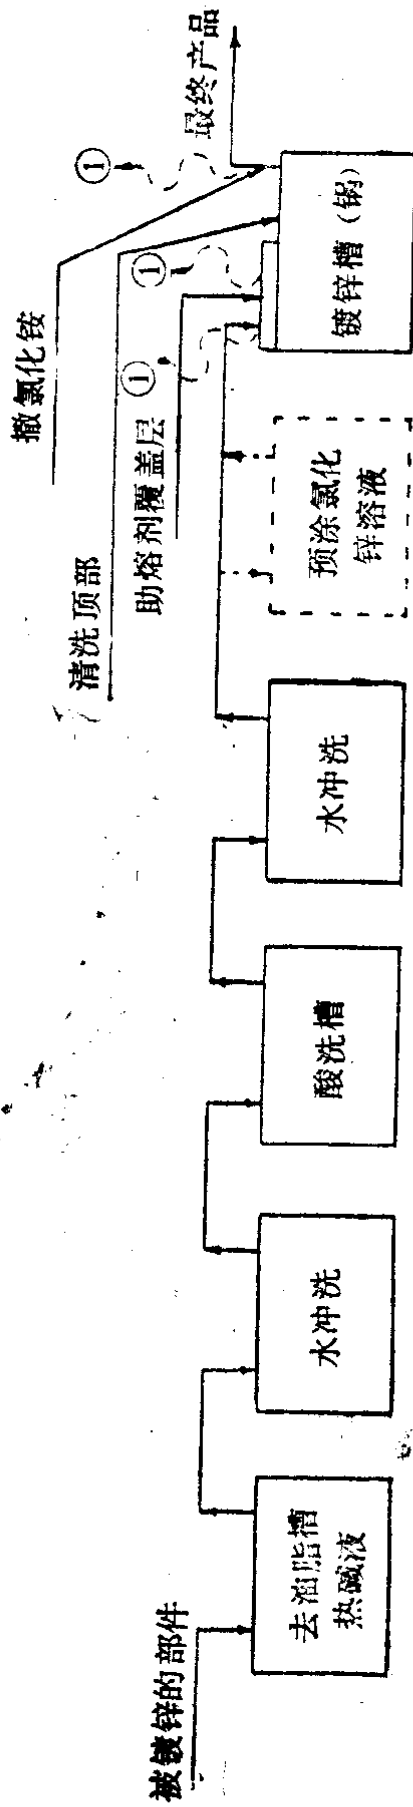 被镀锌的部件
去油脂槽
热碱液
水冲洗
酸洗槽
水冲洗
预涂氯化
锌溶液
镀锌槽（锅）
清洗顶部
助熔剂覆盖层
撤氯化铵
①
①
①
最终产品